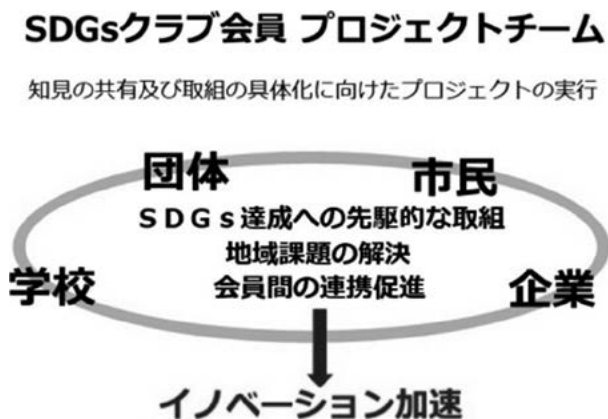 SDGsクラブ会員 プロジェクトチーム
知見の共有及び取組の具体化に向けたプロジェクトの実行
団体 市民
SDGs達成への先駆的な取組
地域課題の解決
学校 会員間の連携促進 企業
イノベーション加速